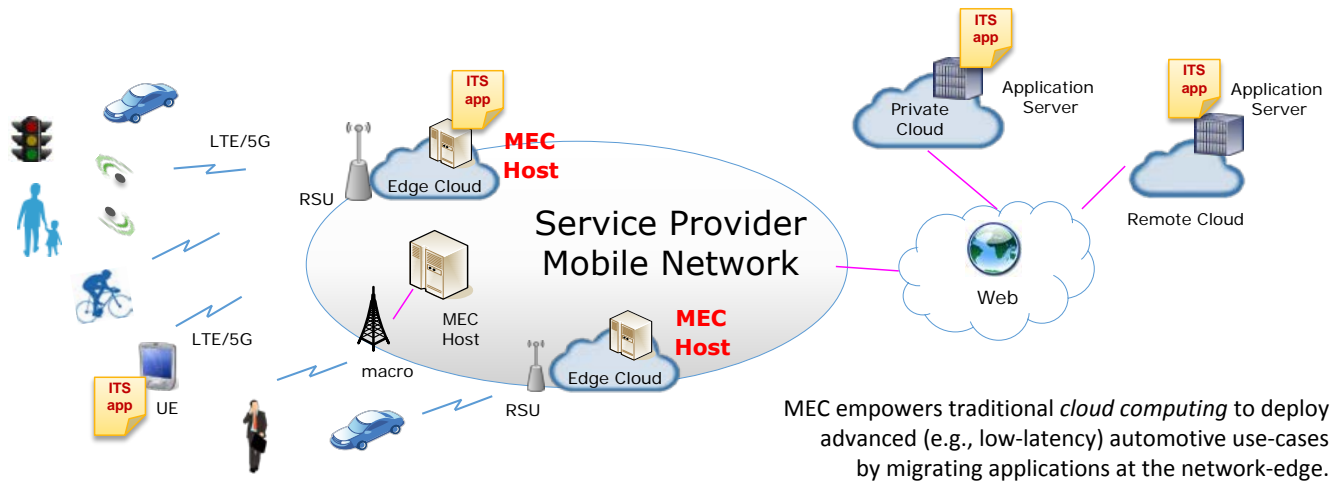 ITS
app
Application
Server
ITS
app
Application
Server
Private
Cloud
Remote Cloud
Web
LTE/5G
ITS
app
MEC
Host
Edge Cloud
RSU
Service Provider
Mobile Network
MEC
Host
macro
MEC
Host
Edge Cloud
RSU
LTE/5G
ITS
app
UE
MEC empowers traditional cloud computing to deploy
advanced (e.g., low-latency) automotive use-cases
by migrating applications at the network-edge.